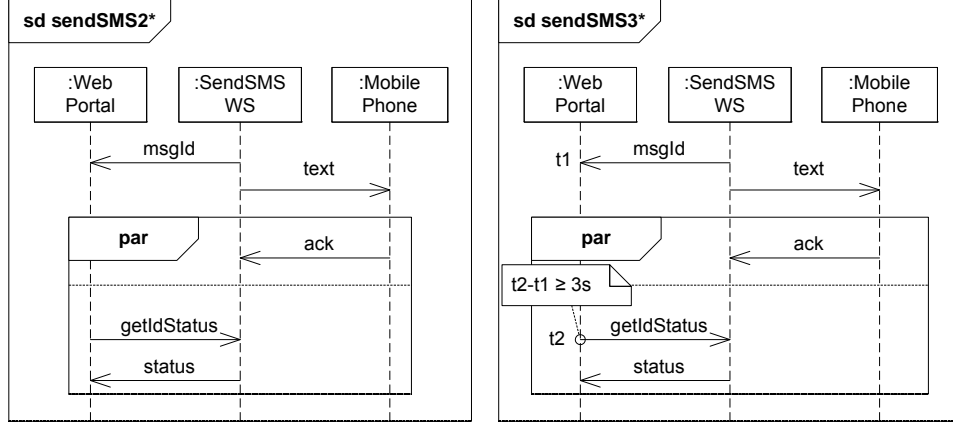 sd sendSMS2*
:Web
Portal
:SendSMS
WS
:Mobile
Phone
msgId
text
par
ack
getIdStatus
status
sd sendSMS3*
:Web
Portal
:SendSMS
WS
:Mobile
Phone
t1
msgId
text
par
ack
t2-t1 ≥ 3s
t2
getIdStatus
status